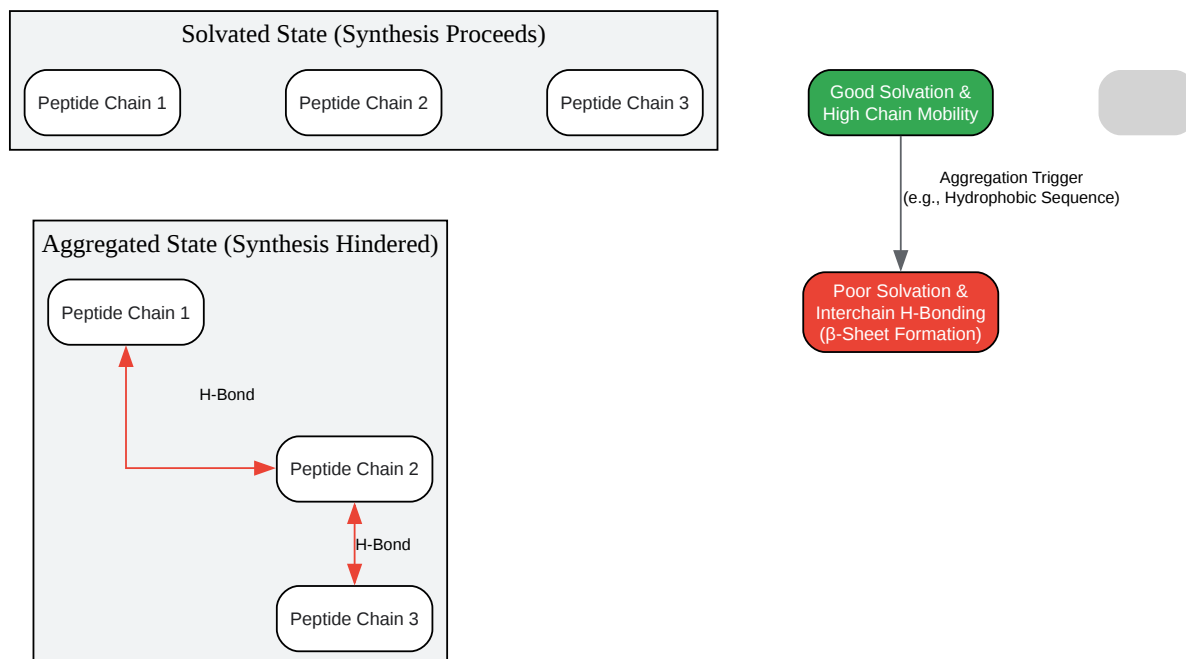 Solvated State (Synthesis Proceeds)
Peptide Chain 1
Peptide Chain 2
Peptide Chain 3
Good Solvation &
High Chain Mobility
Aggregation Trigger
(e.g., Hydrophobic Sequence)
Aggregated State (Synthesis Hindered)
Peptide Chain 1
H-Bond
Peptide Chain 2
H-Bond
Peptide Chain 3
Poor Solvation &
Interchain H-Bonding
(β-Sheet Formation)